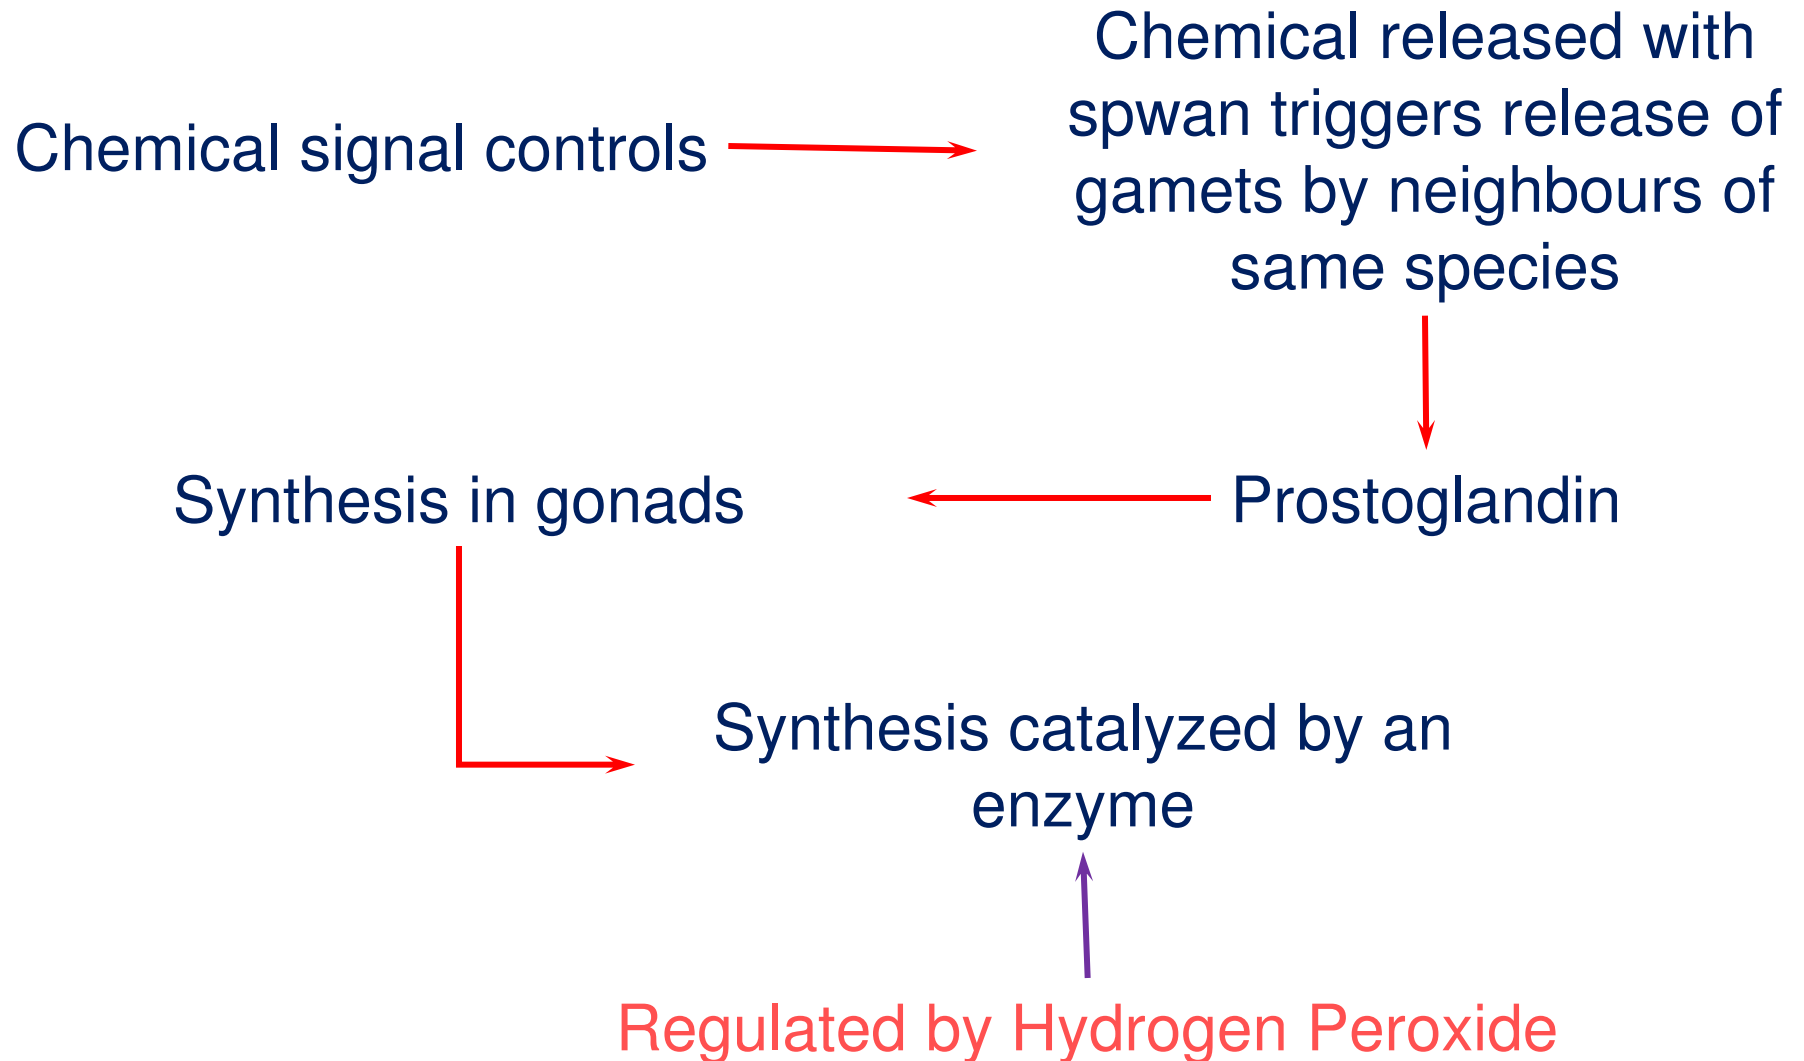 Chemical signal controls
Chemical released with
spwan triggers release of
gamets by neighbours of
same species
Prostoglandin
Synthesis in gonads
Synthesis catalyzed by an
enzyme
Regulated by Hydrogen Peroxide